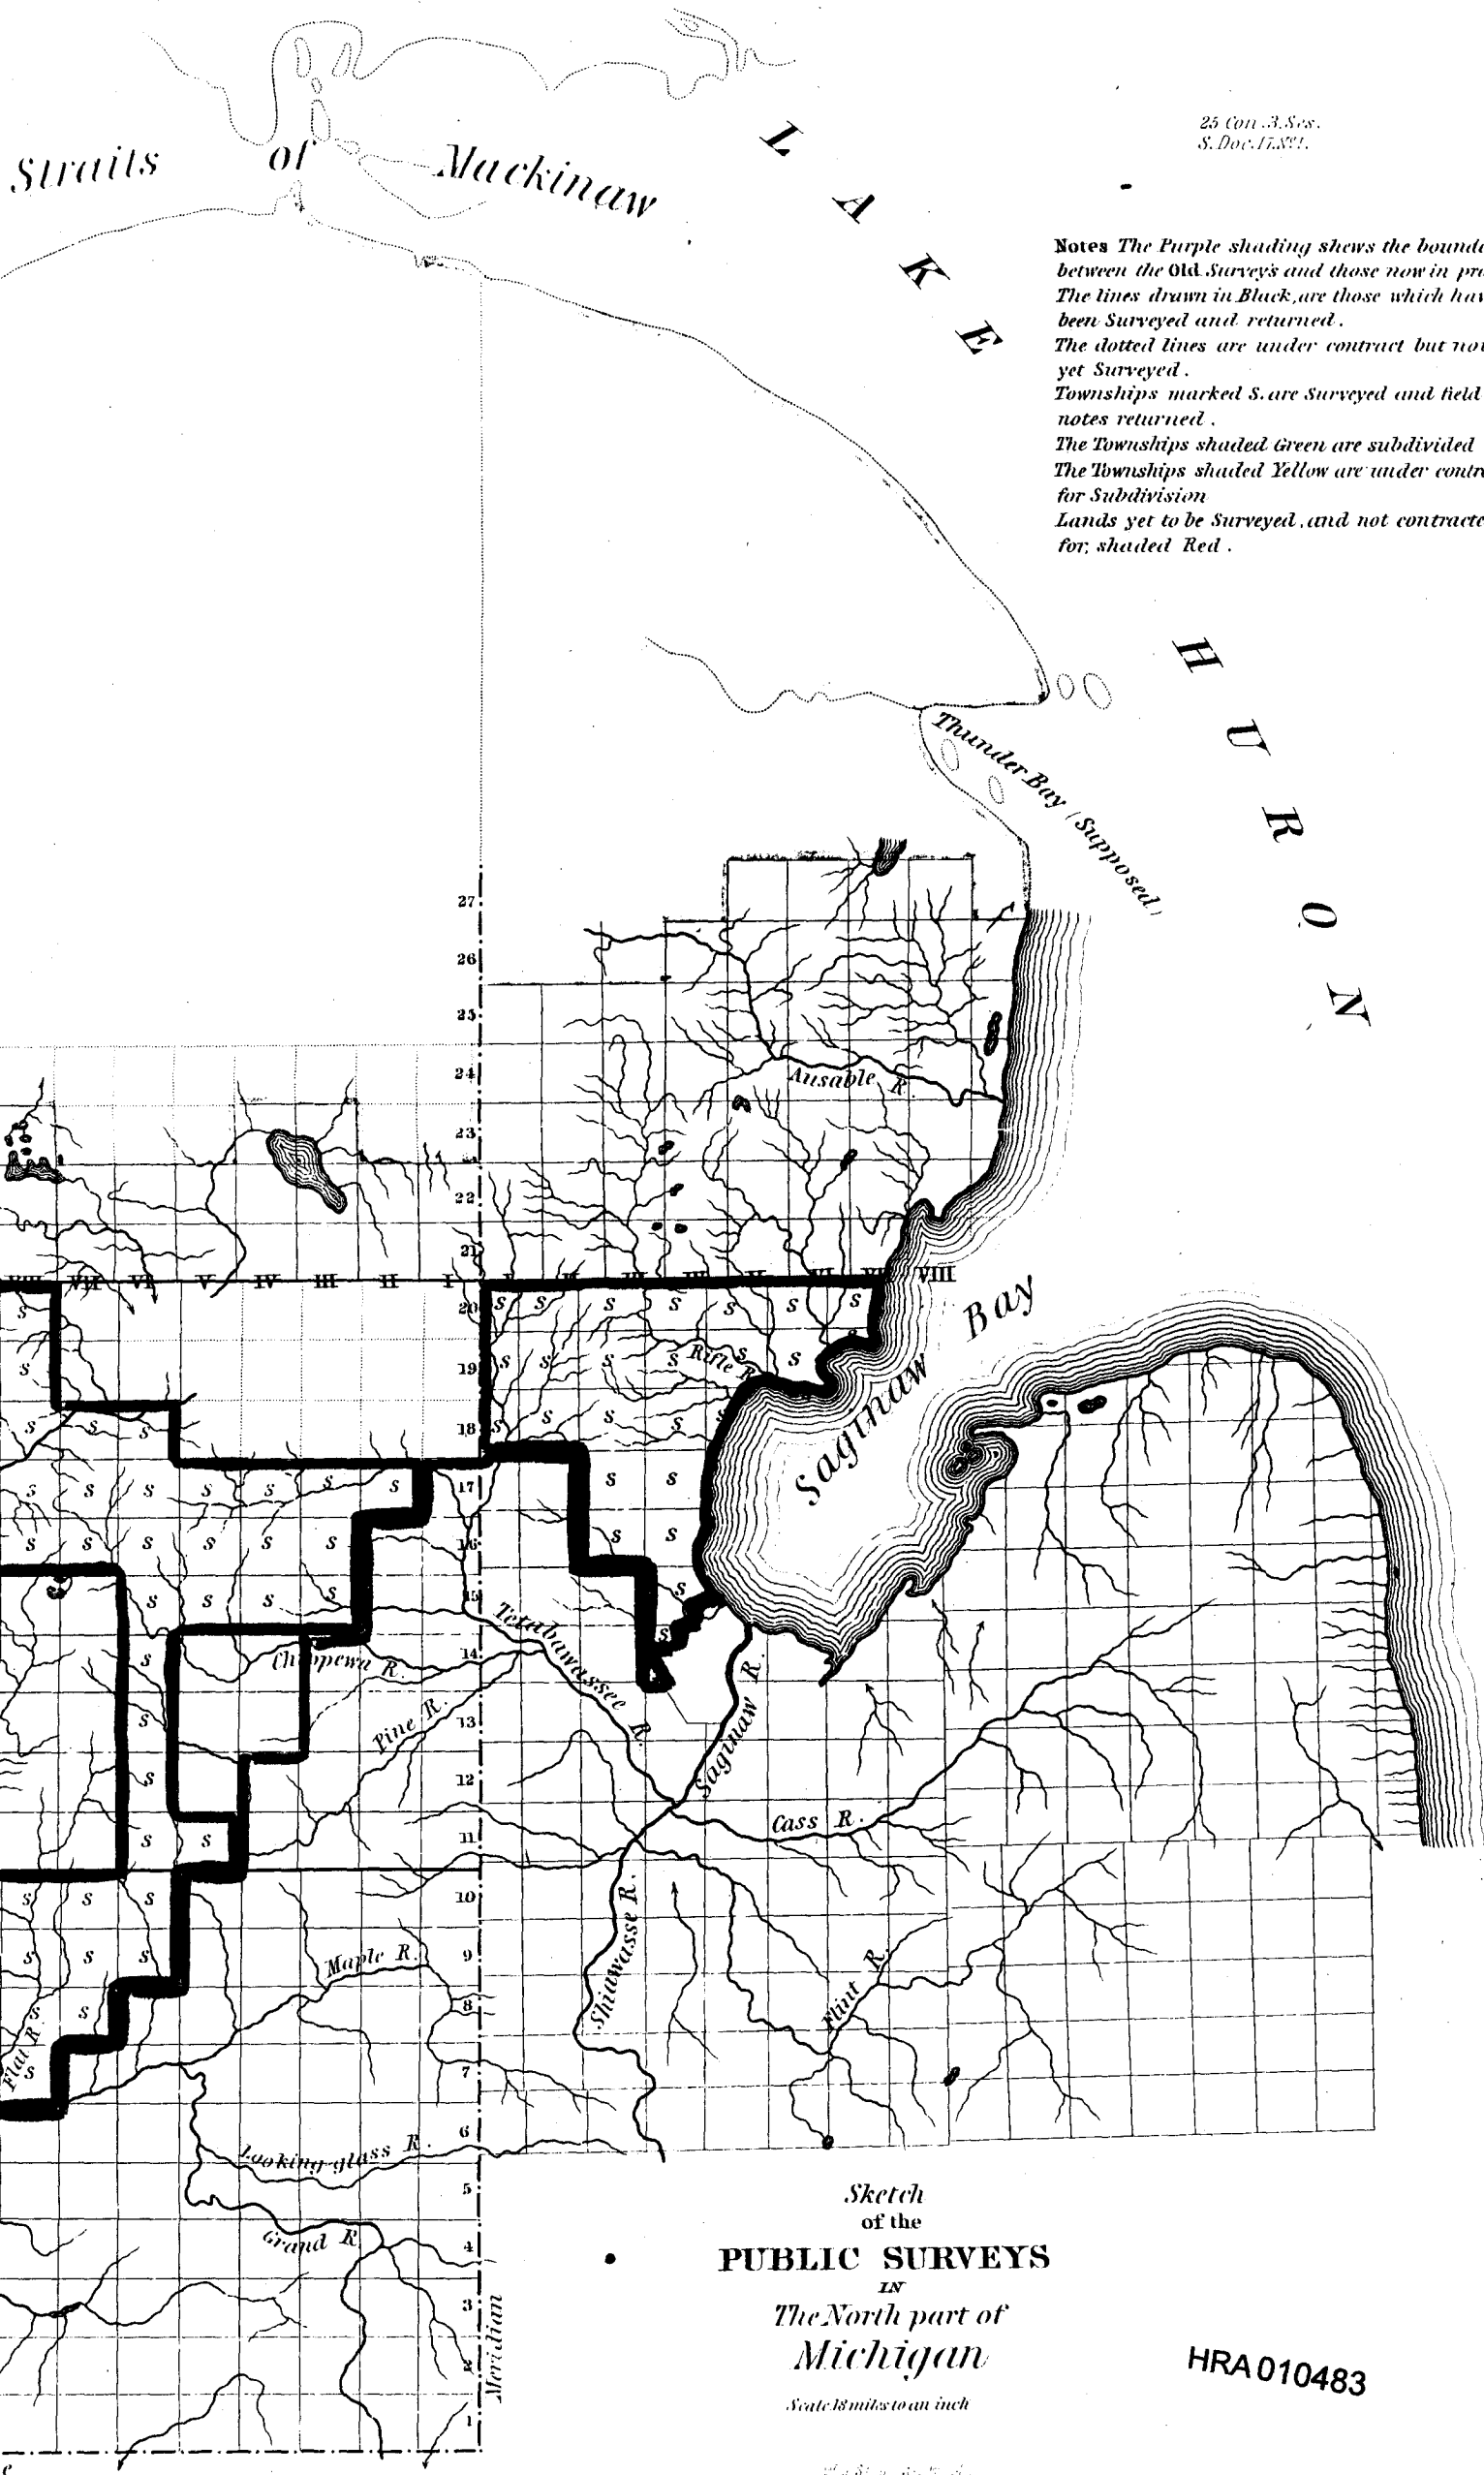 25 Con. 3. Ses.
S. Doc. 17. No 1.
Straits of Mackinaw
LAKE HURON
Notes The Purple shading shews the bounda
between the Old Survey's and those now in pro
The lines drawn in Black, are those which hav
been Surveyed and returned.
The dotted lines are under contract but not
yet Surveyed.
Townships marked S. are Surveyed and field
notes returned.
The Townships shaded Green are subdivided
The Townships shaded Yellow are under contra
for Subdivision
Lands yet to be Surveyed, and not contracte
for; shaded Red.
Thunder Bay (Supposed)
27
26
25
24
Ausable R.
23
22
21
VIII VII VI V IV III II I I II III IV V VI VII VIII
20 S S S S S S S
S
Saginaw Bay
19 S S S S Rifle R. S S
S
18 S S S S S
S S S
17 S S
S S S S S S S
16 S S
S S S S S S
15 S
S S S S
Tetabawassee R.
S
14
Chippewa R.
S
Pine R.
13
S
Saginaw R.
12
S
Cass R.
11
S S
10
S S S
Shiawasse R.
9
Maple R.
S S S
Flint R.
8
S S
Flat R.
S
7
6
Looking-glass R.
5
Grand R
4
3
2
1
Meridian
Sketch
of the
PUBLIC SURVEYS
IN
The North part of
Michigan
Scale 18 miles to an inch
HRA 010483